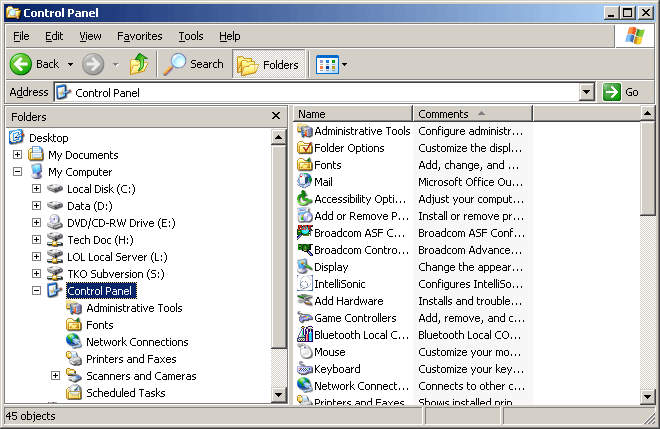 Control Panel
File Edit View Favorites Tools Help
Back Search Folders
Address Control Panel Go
Folders
Desktop
My Documents
My Computer
Local Disk (C:)
Data (D:)
DVD/CD-RW Drive (E:)
Tech Doc (H:)
LOL Local Server (L:)
TKO Subversion (S:)
Control Panel
Administrative Tools
Fonts
Network Connections
Printers and Faxes
Scanners and Cameras
Scheduled Tasks
Name Comments
Administrative Tools Configure administr...
Folder Options Customize the displ...
Fonts Add, change, and ...
Mail Microsoft Office Ou...
Accessibility Opti... Adjust your comput...
Add or Remove P... Install or remove pr...
Broadcom ASF C... Broadcom ASF Conf...
Broadcom Contro... Broadcom Advance...
Display Change the appear...
IntelliSonic Configures IntelliSo...
Add Hardware Installs and trouble...
Game Controllers Add, remove, and c...
Bluetooth Local C... Bluetooth Local CO...
Mouse Customize your mo...
Keyboard Customize your key...
Network Connect... Connects to other c...
Printers and Faxes Shows installed prin...
45 objects